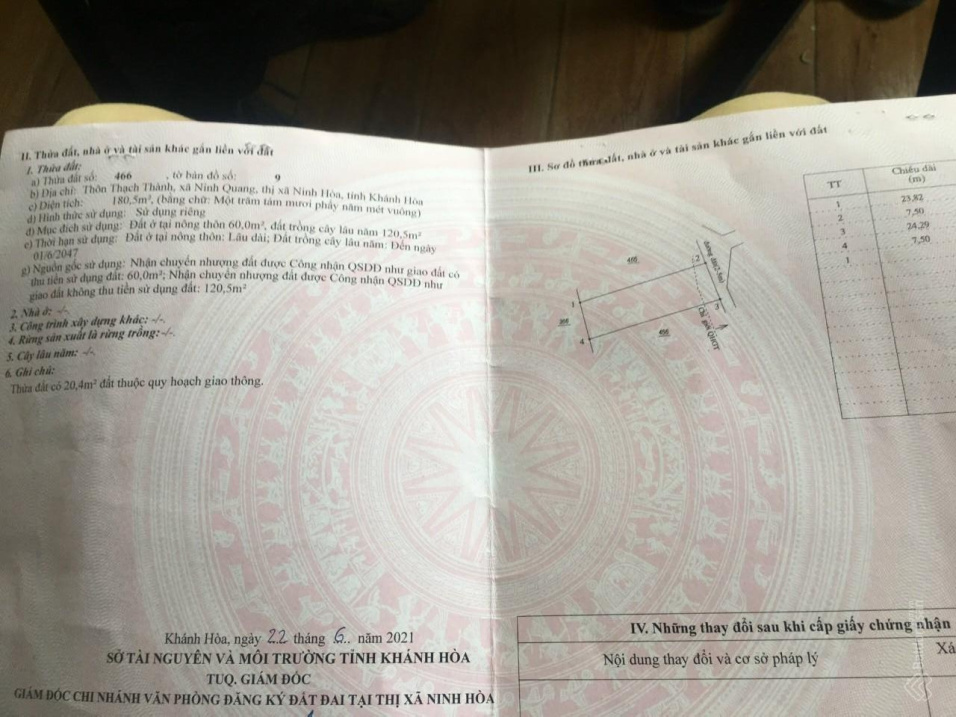 II. Thửa đất, nhà ở và tài sản khác gắn liền với đất
1. Thửa đất:
a) Thửa đất số: 466 , tờ bản đồ số: 9
b) Địa chỉ: Thôn Thạch Thành, xã Ninh Quang, thị xã Ninh Hòa, tỉnh Khánh Hòa
c) Diện tích: 180,5m², (bằng chữ: Một trăm tám mươi phẩy năm mét vuông)
d) Hình thức sử dụng: Sử dụng riêng
đ) Mục đích sử dụng: Đất ở tại nông thôn 60,0m², đất trồng cây lâu năm 120,5m²
e) Thời hạn sử dụng: Đất ở tại nông thôn: Lâu dài; Đất trồng cây lâu năm: Đến ngày
01/6/2047
g) Nguồn gốc sử dụng: Nhận chuyển nhượng đất được Công nhận QSDĐ như giao đất có
thu tiền sử dụng đất: 60,0m²; Nhận chuyển nhượng đất được Công nhận QSDĐ như
giao đất không thu tiền sử dụng đất: 120,5m²
2. Nhà ở: -/-.
3. Công trình xây dựng khác: -/-.
4. Rừng sản xuất là rừng trồng: -/-.
5. Cây lâu năm: -/-.
6. Ghi chú:
Thửa đất có 20,4m² đất thuộc quy hoạch giao thông.
Khánh Hòa, ngày 22 tháng 6.. năm 2021
SỞ TÀI NGUYÊN VÀ MÔI TRƯỜNG TỈNH KHÁNH HÒA
TUQ. GIÁM ĐỐC
GIÁM ĐỐC CHI NHÁNH VĂN PHÒNG ĐĂNG KÝ ĐẤT ĐAI TẠI THỊ XÃ NINH HÒA
III. Sơ đồ thửa đất, nhà ở và tài sản khác gắn liền với đất
TT Chiều dài
(m)
1 23,82
2 7,50
3 24,29
4 7,50
1
466
2
1
3
4
Chỉ giới QHGT
IV. Những thay đổi sau khi cấp giấy chứng nhận
Nội dung thay đổi và cơ sở pháp lý
Xá